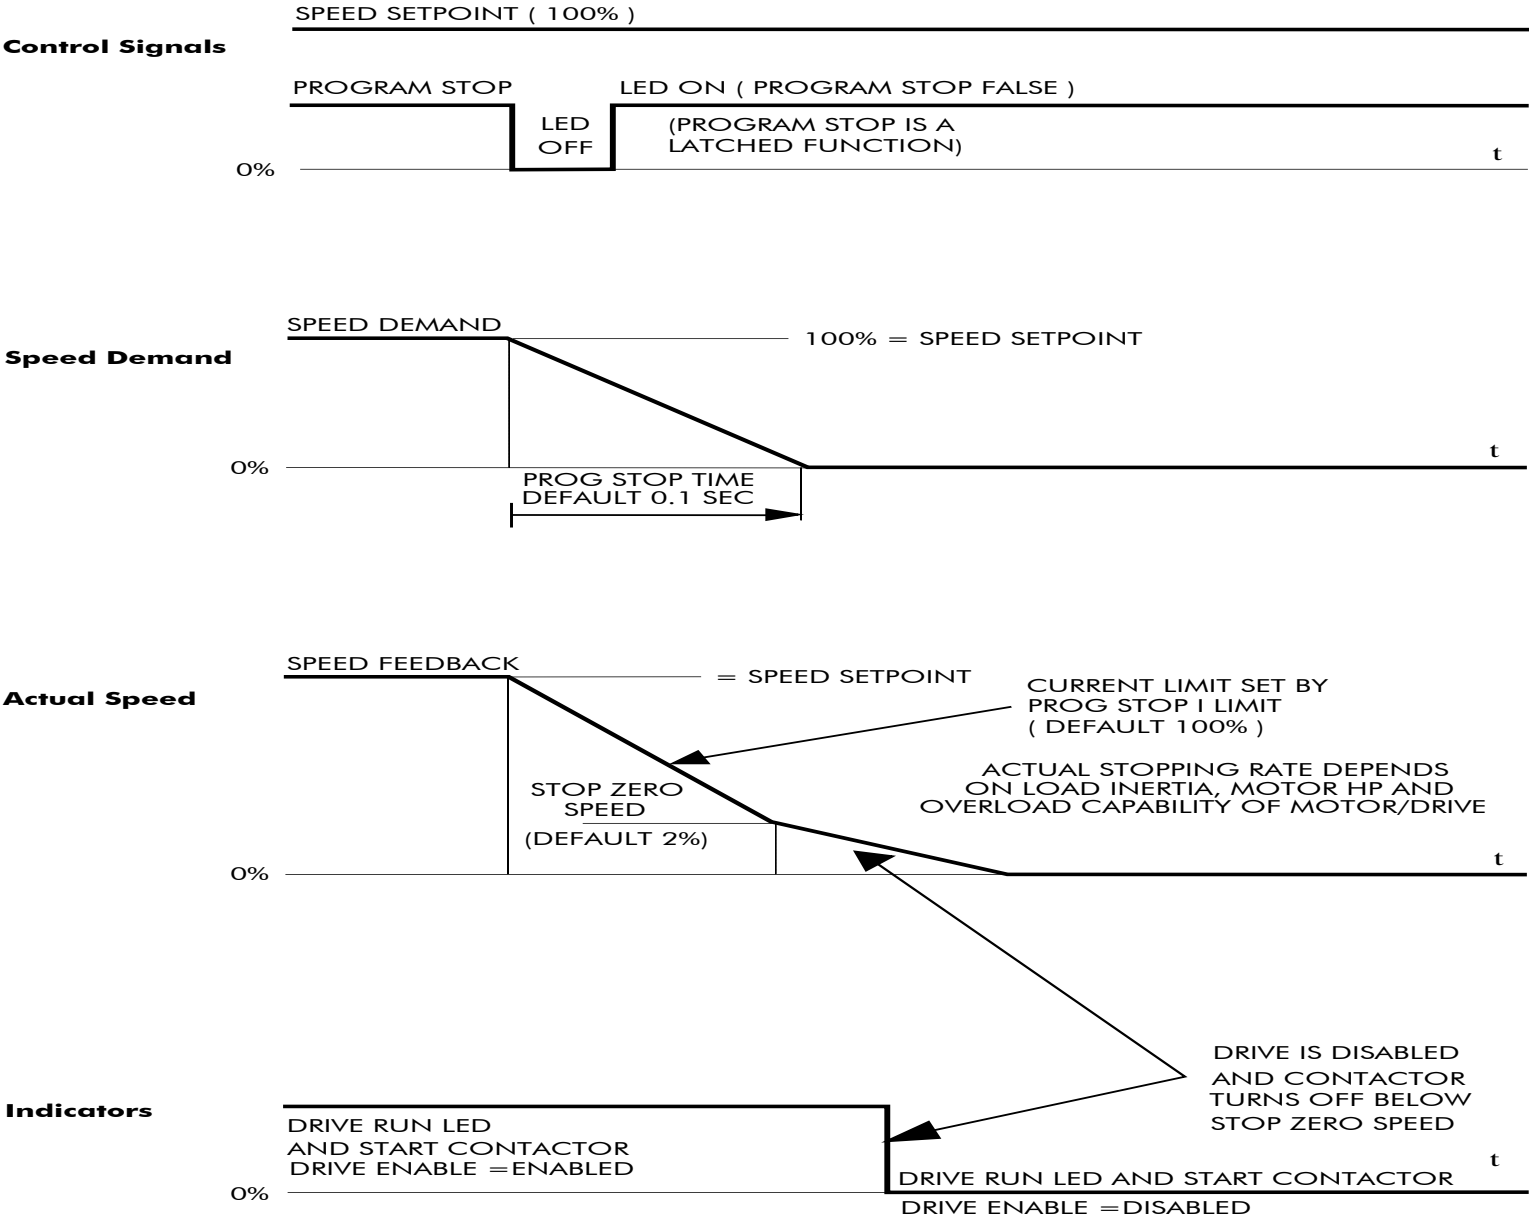 SPEED SETPOINT ( 100% )
Control Signals
PROGRAM STOP
LED ON ( PROGRAM STOP FALSE )
LED
OFF
(PROGRAM STOP IS A
LATCHED FUNCTION)
t
0%
SPEED DEMAND
Speed Demand
100% = SPEED SETPOINT
t
0%
PROG STOP TIME
DEFAULT 0.1 SEC
SPEED FEEDBACK
= SPEED SETPOINT
Actual Speed
CURRENT LIMIT SET BY
PROG STOP I LIMIT
( DEFAULT 100% )
ACTUAL STOPPING RATE DEPENDS
ON LOAD INERTIA, MOTOR HP AND
OVERLOAD CAPABILITY OF MOTOR/DRIVE
STOP ZERO
SPEED
(DEFAULT 2%)
t
0%
DRIVE IS DISABLED
AND CONTACTOR
TURNS OFF BELOW
STOP ZERO SPEED
Indicators
DRIVE RUN LED
AND START CONTACTOR
DRIVE ENABLE =ENABLED
t
DRIVE RUN LED AND START CONTACTOR
0%
DRIVE ENABLE =DISABLED